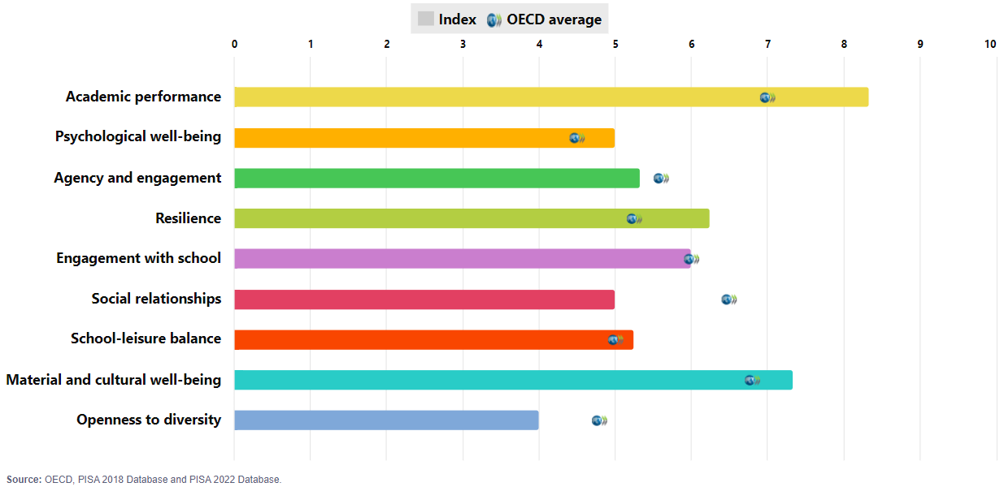 Index OECD average
0 1 2 3 4 5 6 7 8 9 10
Academic performance
Psychological well-being
Agency and engagement
Resilience
Engagement with school
Social relationships
School-leisure balance
Material and cultural well-being
Openness to diversity
Source: OECD, PISA 2018 Database and PISA 2022 Database.